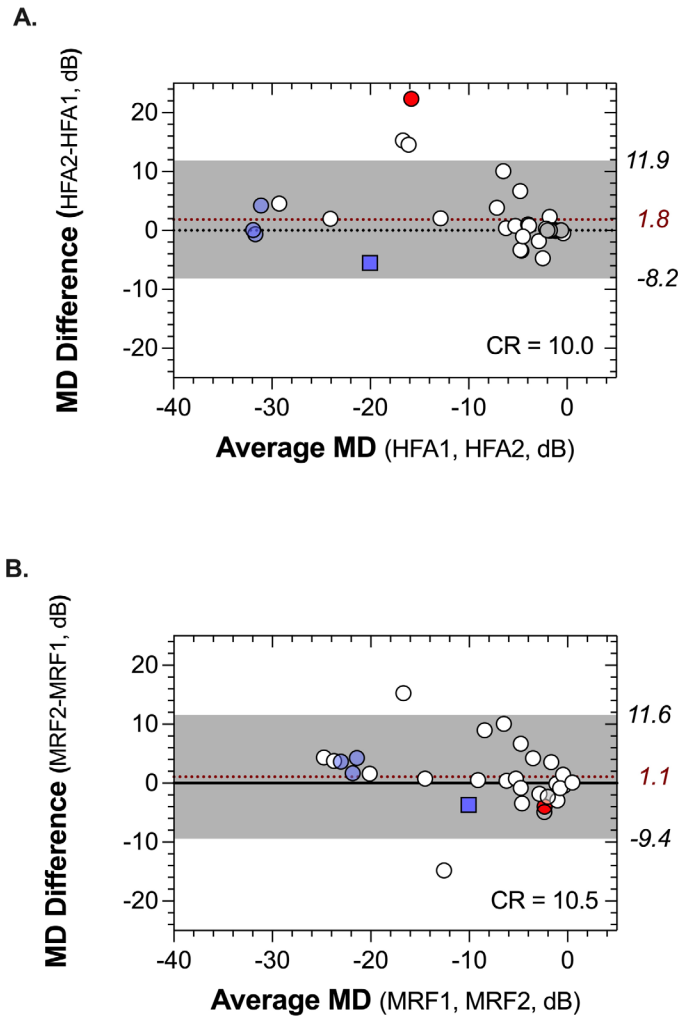 A.
MD Difference (HFA2-HFA1, dB)
20
10
0
-10
-20
11.9
1.8
-8.2
CR = 10.0
-40 -30 -20 -10 0
Average MD (HFA1, HFA2, dB)
B.
MD Difference (MRF2-MRF1, dB)
20
10
0
-10
-20
11.6
1.1
-9.4
CR = 10.5
-40 -30 -20 -10 0
Average MD (MRF1, MRF2, dB)